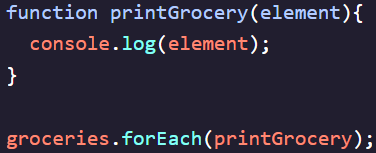 function printGrocery(element){
  console.log(element);
}

groceries.forEach(printGrocery);